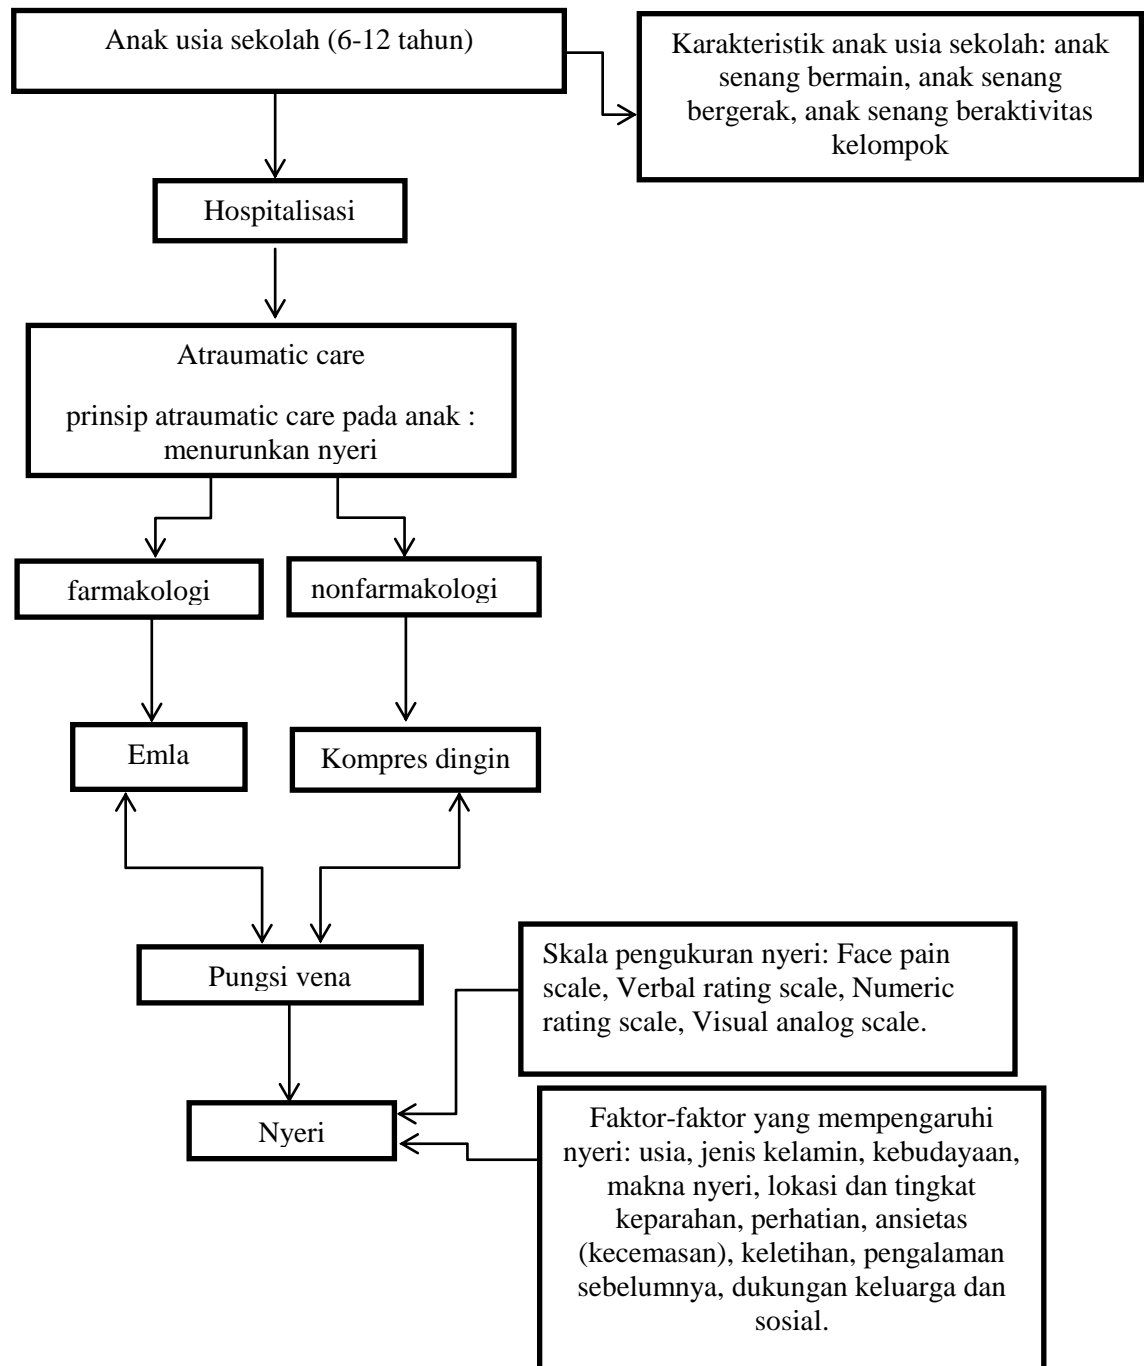 Anak usia sekolah (6-12 tahun)
Karakteristik anak usia sekolah: anak
senang bermain, anak senang
bergerak, anak senang beraktivitas
kelompok
Hospitalisasi
Atraumatic care
prinsip atraumatic care pada anak :
menurunkan nyeri
farmakologi
nonfarmakologi
Emla
Kompres dingin
Pungsi vena
Skala pengukuran nyeri: Face pain
scale, Verbal rating scale, Numeric
rating scale, Visual analog scale.
Nyeri
Faktor-faktor yang mempengaruhi
nyeri: usia, jenis kelamin, kebudayaan,
makna nyeri, lokasi dan tingkat
keparahan, perhatian, ansietas
(kecemasan), keletihan, pengalaman
sebelumnya, dukungan keluarga dan
sosial.